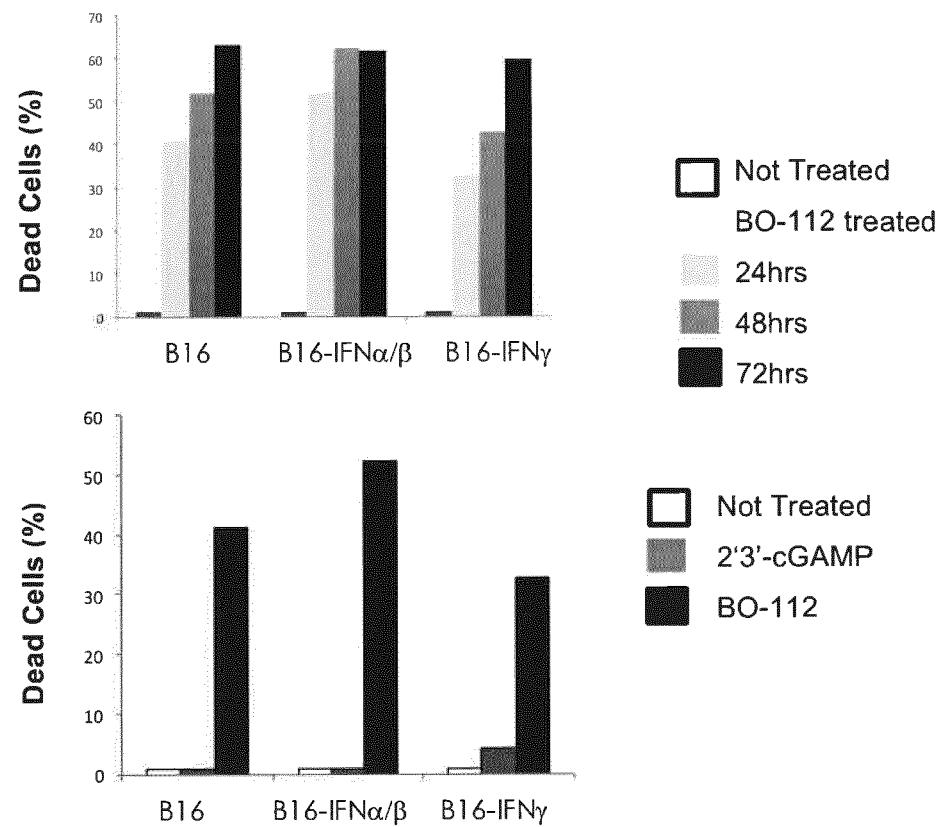 70
60
50
40
30
20
10
0
Dead Cells (%)
B16
B16-IFNα/β
B16-IFNγ
Not Treated
BO-112 treated
24hrs
48hrs
72hrs
60
50
40
30
20
10
0
Dead Cells (%)
B16
B16-IFNα/β
B16-IFNγ
Not Treated
2‘3’-cGAMP
BO-112